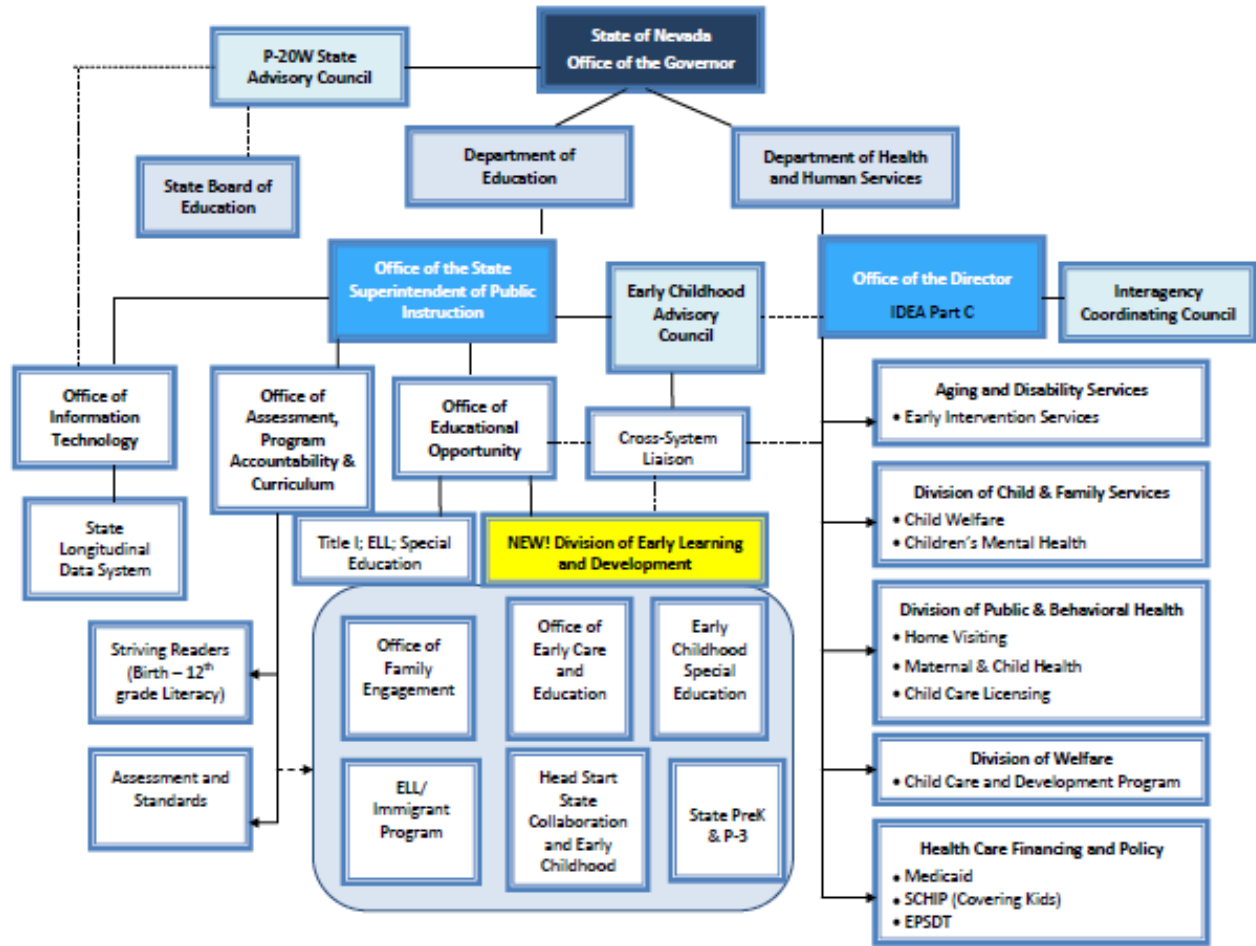 State of Nevada
Office of the Governor
P-20W State
Advisory Council
Department of
Education
Department of Health
and Human Services
State Board of
Education
Office of the State
Superintendent of Public
Instruction
Early Childhood
Advisory
Council
Office of the Director
IDEA Part C
Interagency
Coordinating Council
Office of
Information
Technology
Office of
Assessment,
Program
Accountability &
Curriculum
Office of
Educational
Opportunity
Cross-System
Liaison
Aging and Disability Services
• Early Intervention Services
State
Longitudinal
Data System
Title I; ELL; Special
Education
NEW! Division of Early Learning
and Development
Division of Child & Family Services
• Child Welfare
• Children's Mental Health
Striving Readers
(Birth – 12th
grade Literacy)
Office of
Family
Engagement
Office of
Early Care
and
Education
Early
Childhood
Special
Education
Division of Public & Behavioral Health
• Home Visiting
• Maternal & Child Health
• Child Care Licensing
Assessment and
Standards
ELL/
Immigrant
Program
Head Start
State
Collaboration
and Early
Childhood
State PreK
& P-3
Division of Welfare
• Child Care and Development Program
Health Care Financing and Policy
• Medicaid
• SCHIP (Covering Kids)
• EPSDT